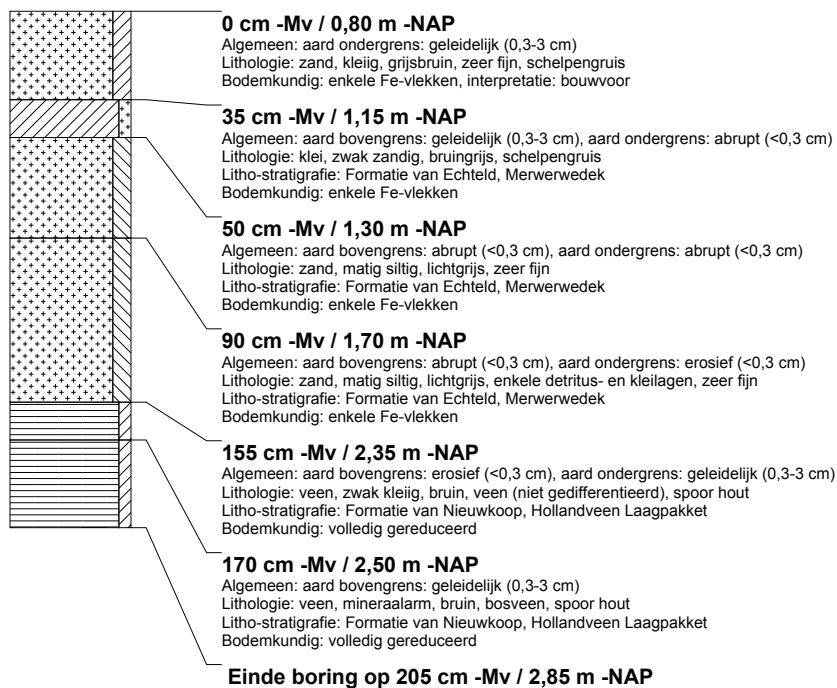 0 cm -Mv / 0,80 m -NAP
Algemeen: aard ondergrens: geleidelijk (0,3-3 cm)
Lithologie: zand, kleiig, grijsbruin, zeer fijn, schelpengruis
Bodemkundig: enkele Fe-vlekken, interpretatie: bouwvoor
35 cm -Mv / 1,15 m -NAP
Algemeen: aard bovengrens: geleidelijk (0,3-3 cm), aard ondergrens: abrupt (<0,3 cm)
Lithologie: klei, zwak zandig, bruingrijs, schelpengruis
Litho-stratigrafie: Formatie van Echteld, Merwerwedek
Bodemkundig: enkele Fe-vlekken
50 cm -Mv / 1,30 m -NAP
Algemeen: aard bovengrens: abrupt (<0,3 cm), aard ondergrens: abrupt (<0,3 cm)
Lithologie: zand, matig siltig, lichtgrijs, zeer fijn
Litho-stratigrafie: Formatie van Echteld, Merwerwedek
Bodemkundig: enkele Fe-vlekken
90 cm -Mv / 1,70 m -NAP
Algemeen: aard bovengrens: abrupt (<0,3 cm), aard ondergrens: erosief (<0,3 cm)
Lithologie: zand, matig siltig, lichtgrijs, enkele detritus- en kleilagen, zeer fijn
Litho-stratigrafie: Formatie van Echteld, Merwerwedek
Bodemkundig: enkele Fe-vlekken
155 cm -Mv / 2,35 m -NAP
Algemeen: aard bovengrens: erosief (<0,3 cm), aard ondergrens: geleidelijk (0,3-3 cm)
Lithologie: veen, zwak kleiig, bruin, veen (niet gedifferentieerd), spoor hout
Litho-stratigrafie: Formatie van Nieuwkoop, Hollandveen Laagpakket
Bodemkundig: volledig gereduceerd
170 cm -Mv / 2,50 m -NAP
Algemeen: aard bovengrens: geleidelijk (0,3-3 cm)
Lithologie: veen, mineraalarm, bruin, bosveen, spoor hout
Litho-stratigrafie: Formatie van Nieuwkoop, Hollandveen Laagpakket
Bodemkundig: volledig gereduceerd
Einde boring op 205 cm -Mv / 2,85 m -NAP